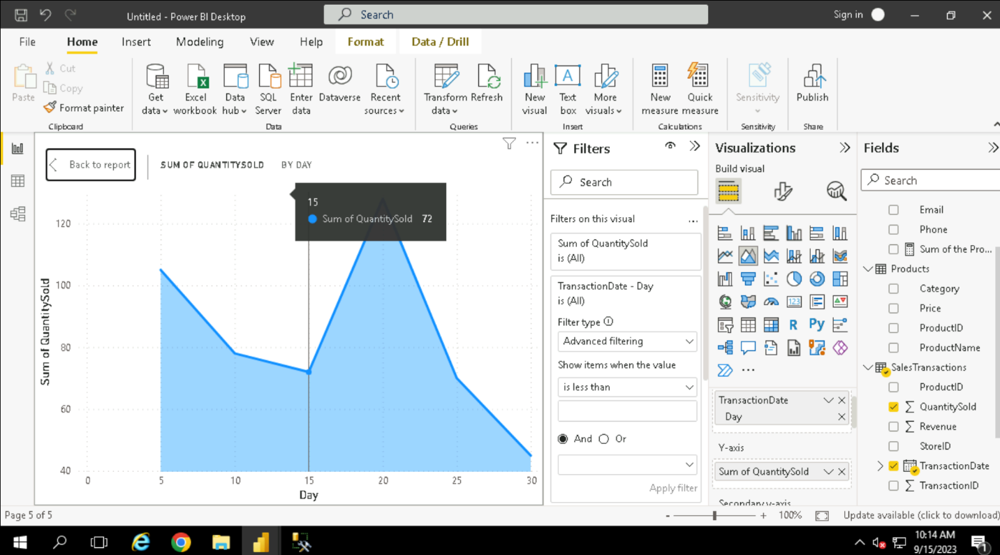 Untitled - Power BI Desktop
Search
Sign in
File
Home
Insert
Modeling
View
Help
Format
Data / Drill
Paste
Cut
Copy
Format painter
Clipboard
Get
data
Excel
workbook
Data
hub
SQL
Server
Enter
data
Dataverse
Recent
sources
Data
Transform
data
Refresh
Queries
New
visual
Text
box
More
visuals
Insert
New
measure
Quick
measure
Calculations
Sensitivity
Sensitivity
Publish
Share
Back to report
SUM OF QUANTITYSOLD
BY DAY
15
Sum of QuantitySold 72
Sum of QuantitySold
120
100
80
60
40
0
5
10
15
20
25
30
Day
Filters
Search
Filters on this visual
Sum of QuantitySold
is (All)
TransactionDate - Day
is (All)
Filter type
Advanced filtering
Show items when the value
is less than
And
Or
Apply filter
Visualizations
Build visual
123
R
Py
TransactionDate
Day
Y-axis
Sum of QuantitySold
Secondary y-axis
Fields
Search
Email
Phone
Sum of the Pro...
Products
Category
Price
ProductID
ProductName
SalesTransactions
ProductID
QuantitySold
Revenue
StoreID
TransactionDate
TransactionID
Page 5 of 5
- + 100%
Update available (click to download)
10:14 AM
9/15/2023
1